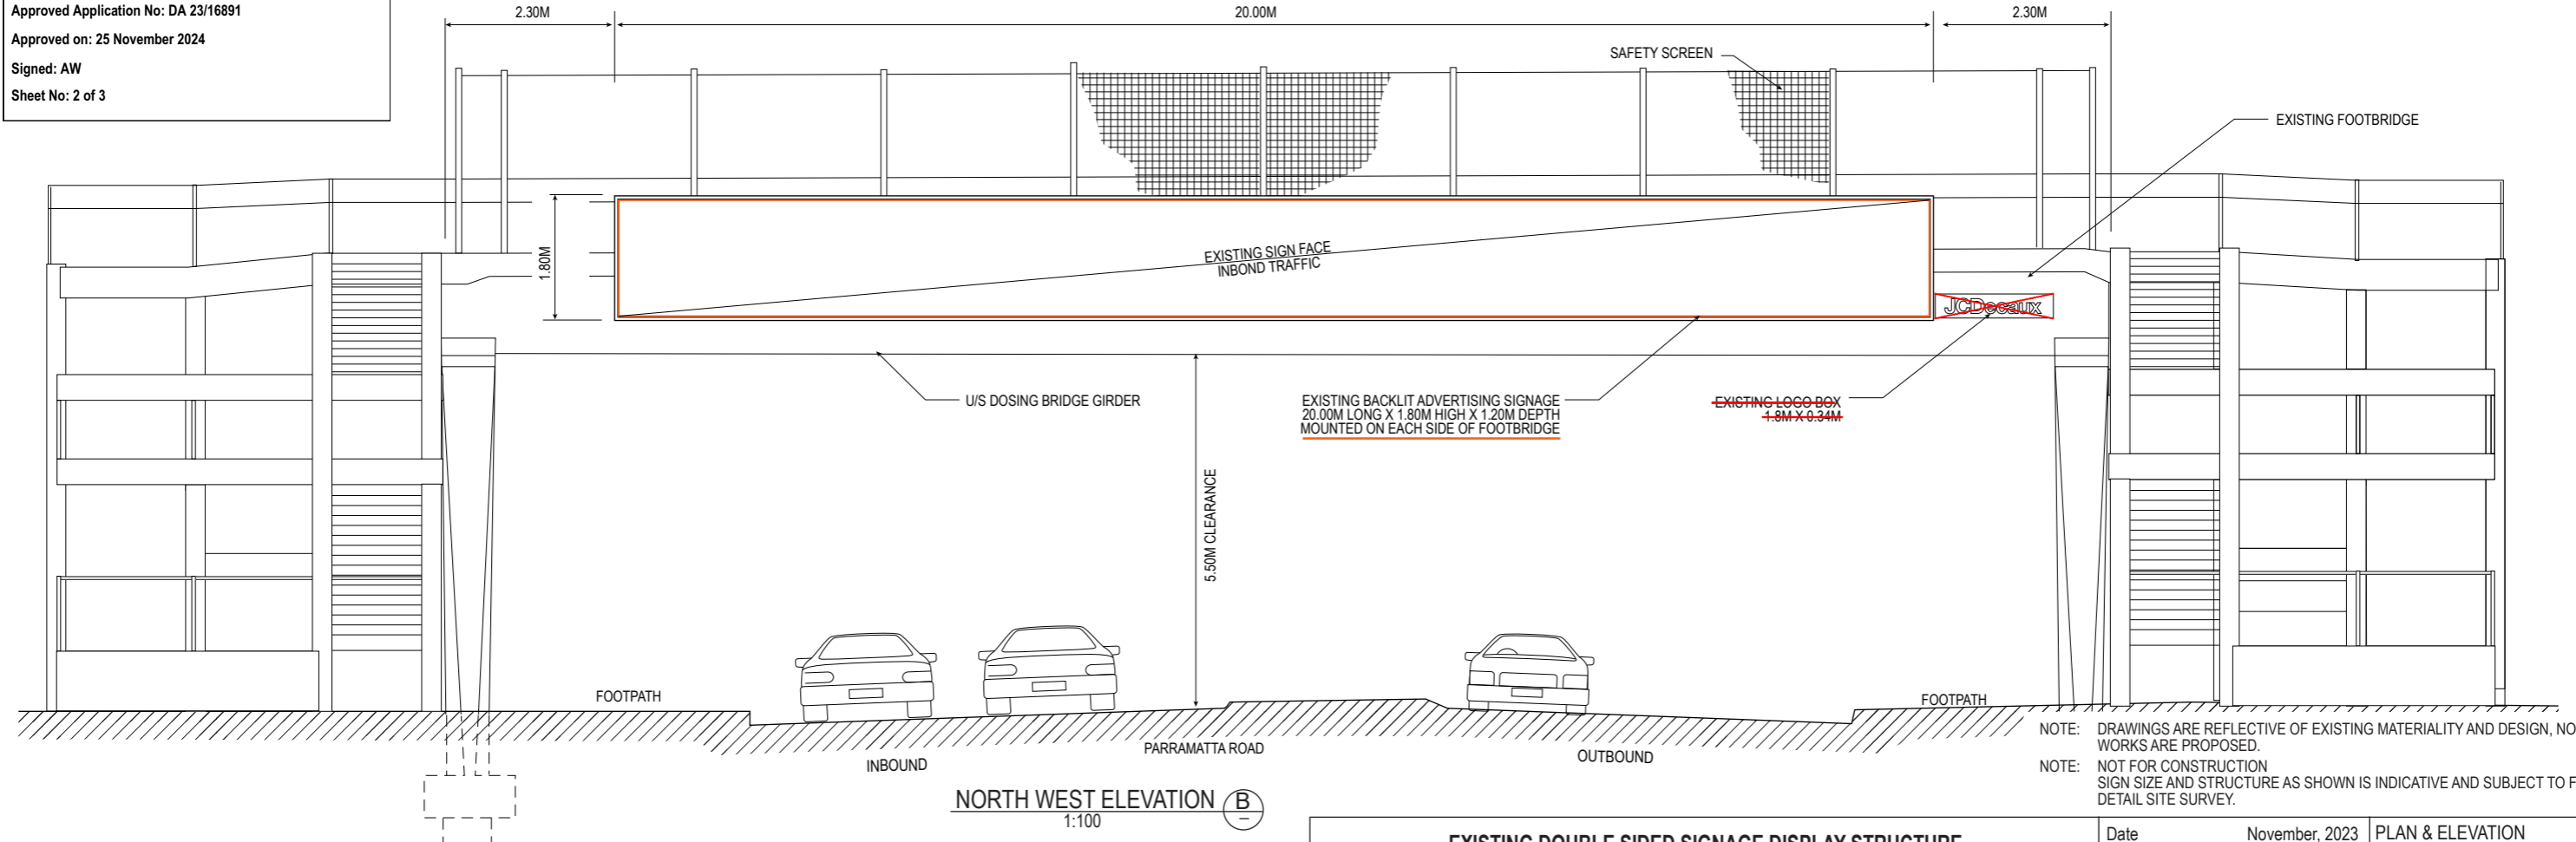 Approved Application No: DA 23/16891
Approved on: 25 November 2024
Signed: AW
Sheet No: 2 of 3
2.30M
20.00M
2.30M
SAFETY SCREEN
EXISTING FOOTBRIDGE
1.80M
EXISTING SIGN FACE
INBOND TRAFFIC
JCDecaux
U/S DOSING BRIDGE GIRDER
EXISTING BACKLIT ADVERTISING SIGNAGE
20.00M LONG X 1.80M HIGH X 1.20M DEPTH
MOUNTED ON EACH SIDE OF FOOTBRIDGE
EXISTING LOGO BOX
1.8M X 0.34M
5.50M CLEARANCE
FOOTPATH
FOOTPATH
INBOUND
PARRAMATTA ROAD
OUTBOUND
NOTE: DRAWINGS ARE REFLECTIVE OF EXISTING MATERIALITY AND DESIGN, NO
WORKS ARE PROPOSED.
NOTE: NOT FOR CONSTRUCTION
SIGN SIZE AND STRUCTURE AS SHOWN IS INDICATIVE AND SUBJECT TO F
DETAIL SITE SURVEY.
NORTH WEST ELEVATION B
1:100 –
EXISTING DOUBLE SIDED SIGNAGE DISPLAY STRUCTURE
Date November, 2023
PLAN & ELEVATION